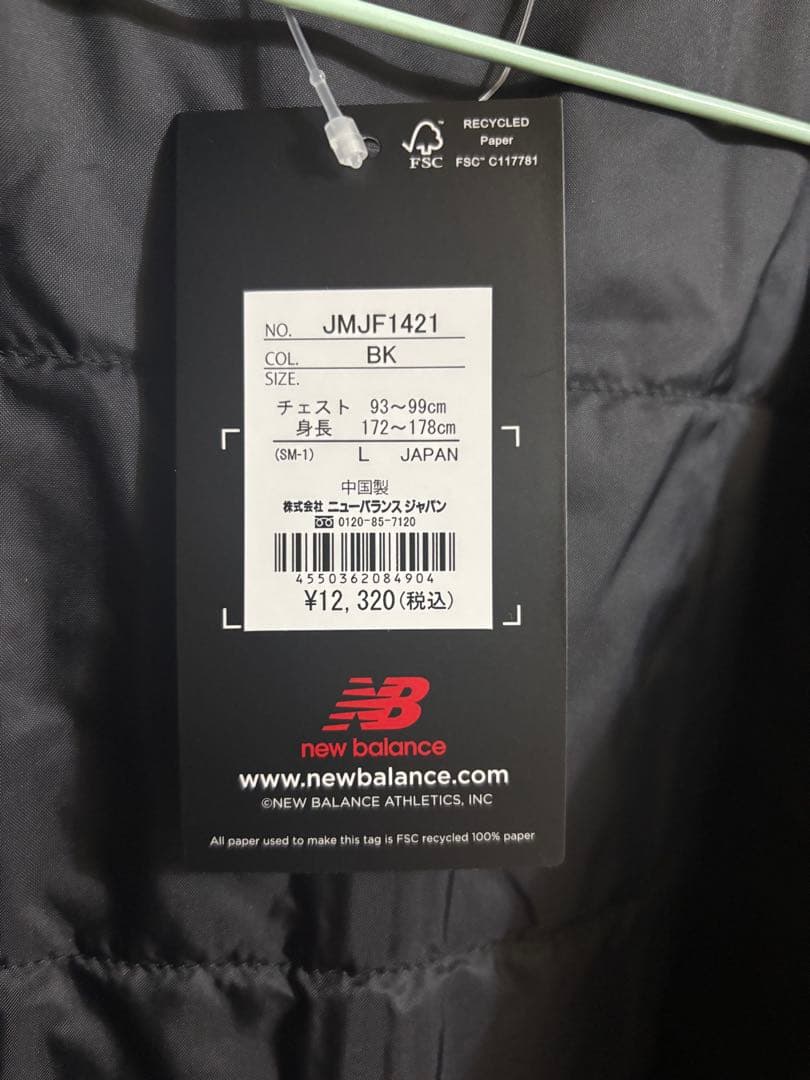 RECYCLED
Paper
FSC™ C117781
FSC™
NO. JMJF1421
COL. BK
SIZE.
チェスト 93～99cm
身長 172～178cm
(SM-1) L JAPAN
中国製
株式会社 ニューバランス ジャパン
0120-85-7120
4550362084904
¥12,320(税込)
NB
new balance
www.newbalance.com
©NEW BALANCE ATHLETICS, INC
All paper used to make this tag is FSC recycled 100% paper